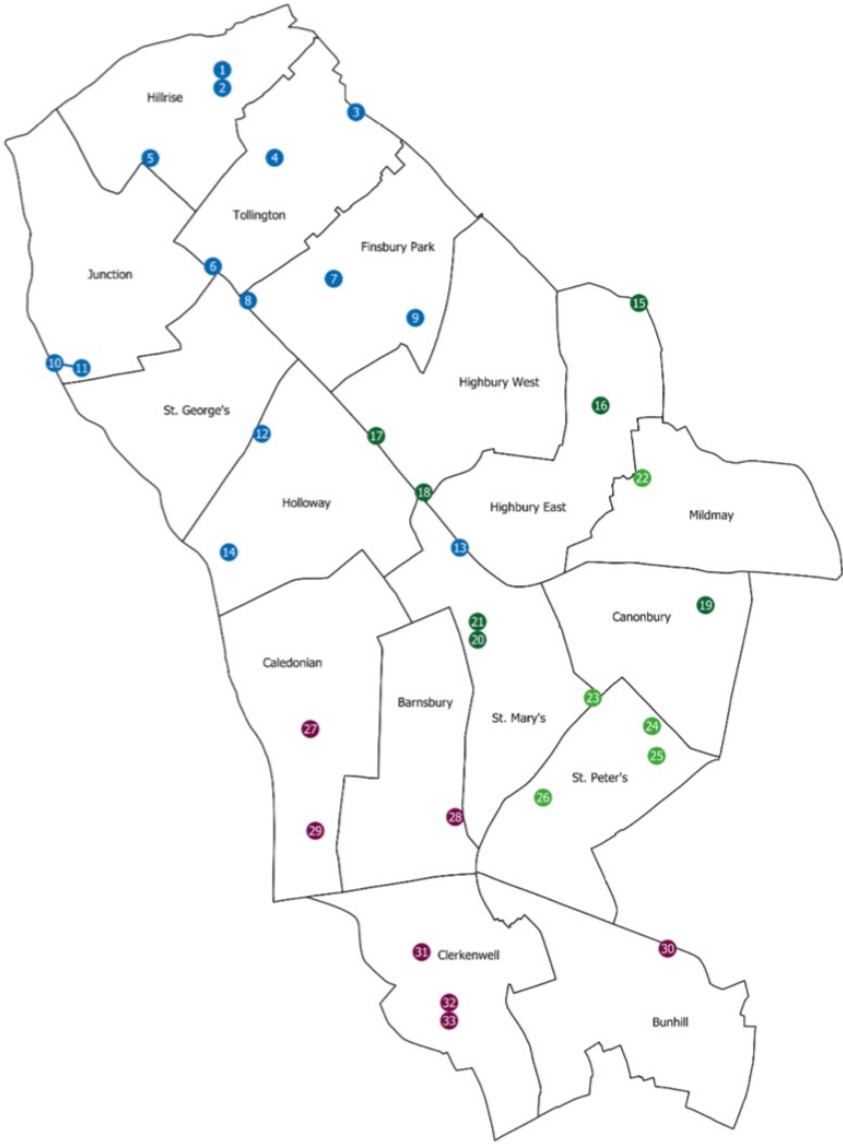 1
2
Hillrise
3
5
4
Tollington
Finsbury Park
6
Junction
7
8
15
9
10
11
Highbury West
16
St. George's
12
17
22
18
Holloway
Highbury East
Mildmay
13
14
19
21
Canonbury
20
Caledonian
23
Barnsbury
St. Mary's
24
27
25
St. Peter's
26
28
29
30
31
Clerkenwell
32
33
Bunhill